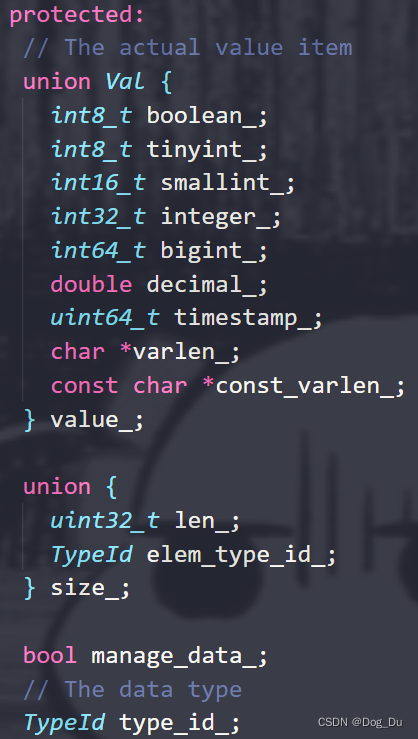 protected:
// The actual value item
union Val {
int8_t boolean_;
int8_t tinyint_;
int16_t smallint_;
int32_t integer_;
int64_t bigint_;
double decimal_;
uint64_t timestamp_;
char *varlen_;
const char *const_varlen_;
} value_;
union {
uint32_t len_;
TypeId elem_type_id_;
} size_;
bool manage_data_;
// The data type
TypeId type_id_;
CSDN @Dog_Du